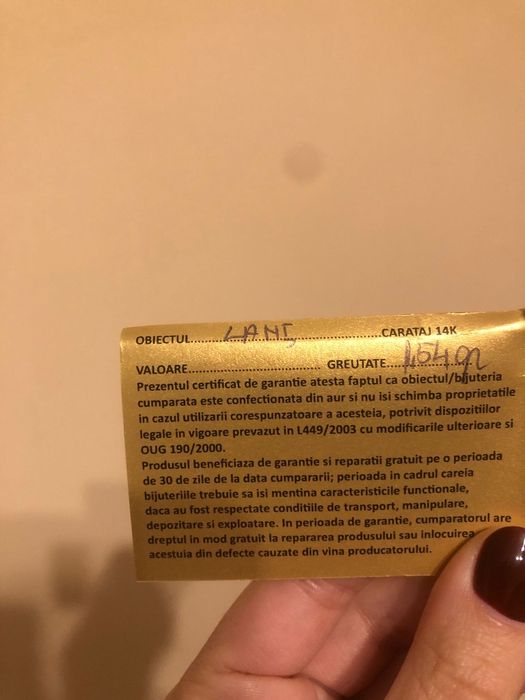 OBIECTUL....LANȚ....CARATAJ 14K
VALOARE.................................. GREUTATE....1,54 gr
Prezentul certificat de garantie atesta faptul ca obiectul/bijuteria
cumparata este confectionata din aur si nu isi schimba proprietatile
in cazul utilizarii corespunzatoare a acesteia, potrivit dispozitiilor
legale in vigoare prevazut in L449/2003 cu modificarile ulterioare si
OUG 190/2000.
Produsul beneficiaza de garantie si reparatii gratuit pe o perioada
de 30 de zile de la data cumpararii; perioada in cadrul careia
bijuteriile trebuie sa isi mentina caracteristicile functionale,
daca au fost respectate conditiile de transport, manipulare,
depozitare si exploatare. In perioada de garantie, cumparatorul are
dreptul in mod gratuit la repararea produsului sau inlocuirea
acestuia din defecte cauzate din vina producatorului.